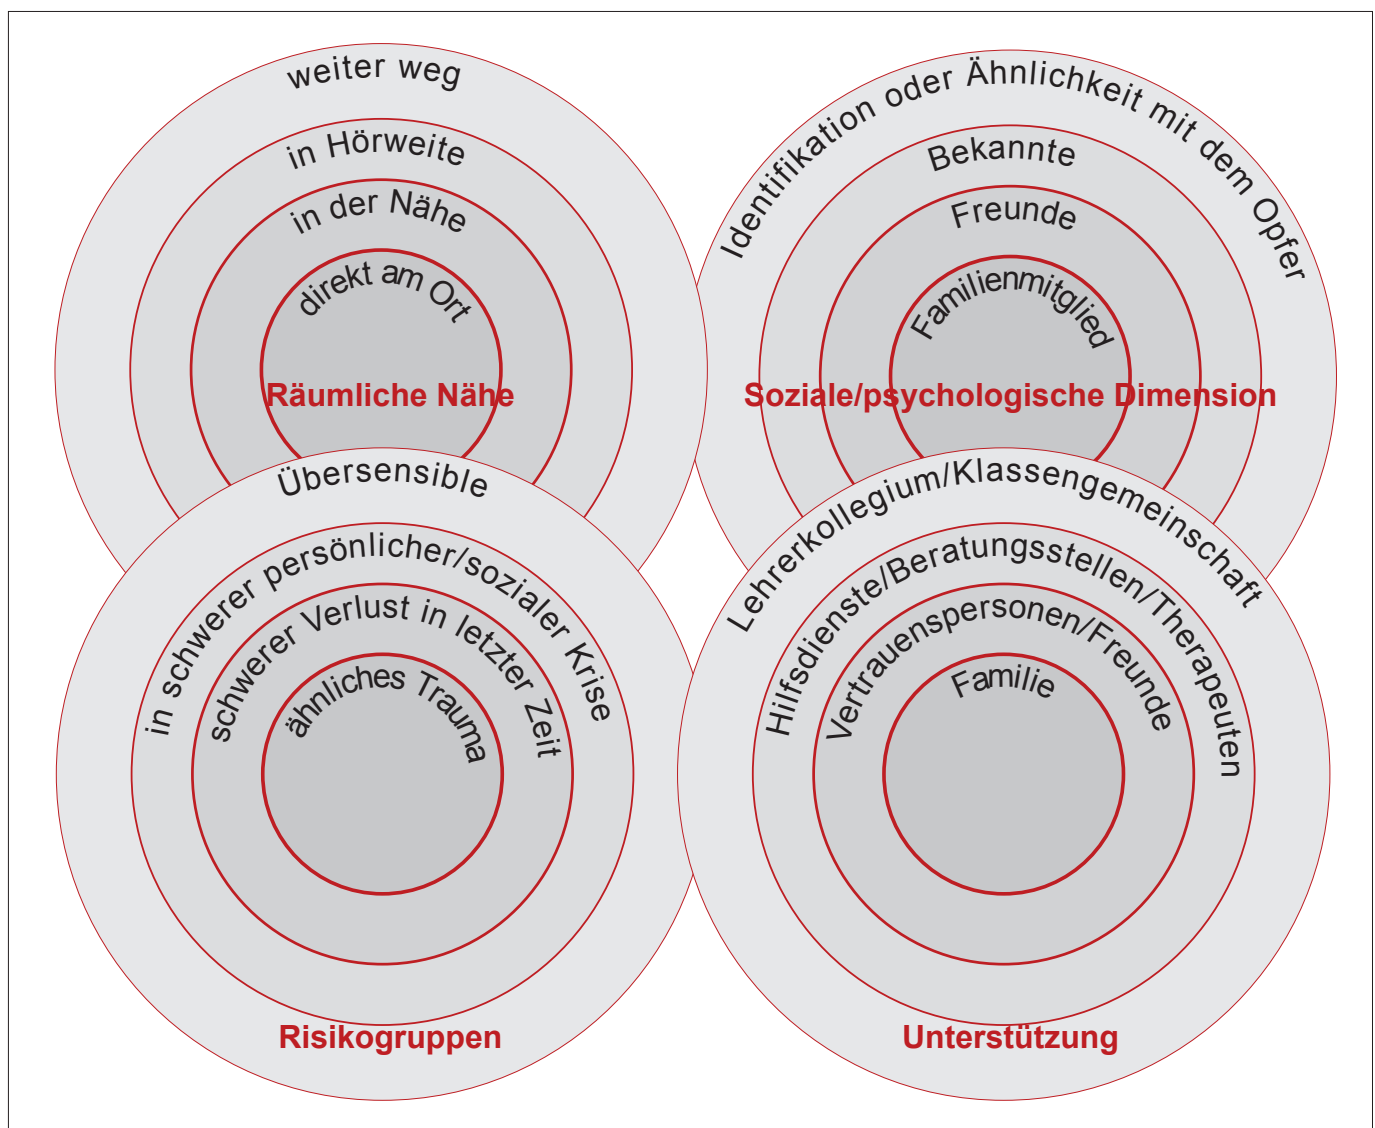 weiter weg
in Hörweite
in der Nähe
direkt am Ort
Räumliche Nähe
Identifikation oder Ähnlichkeit mit dem Opfer
Bekannte
Freunde
Familienmitglied
Soziale/psychologische Dimension
Übersensible
in schwerer persönlicher/sozialer Krise
schwerer Verlust in letzter Zeit
ähnliches Trauma
Risikogruppen
Lehrerkollegium/Klassengemeinschaft
Hilfsdienste/Beratungsstellen/Therapeuten
Vertrauenspersonen/Freunde
Familie
Unterstützung